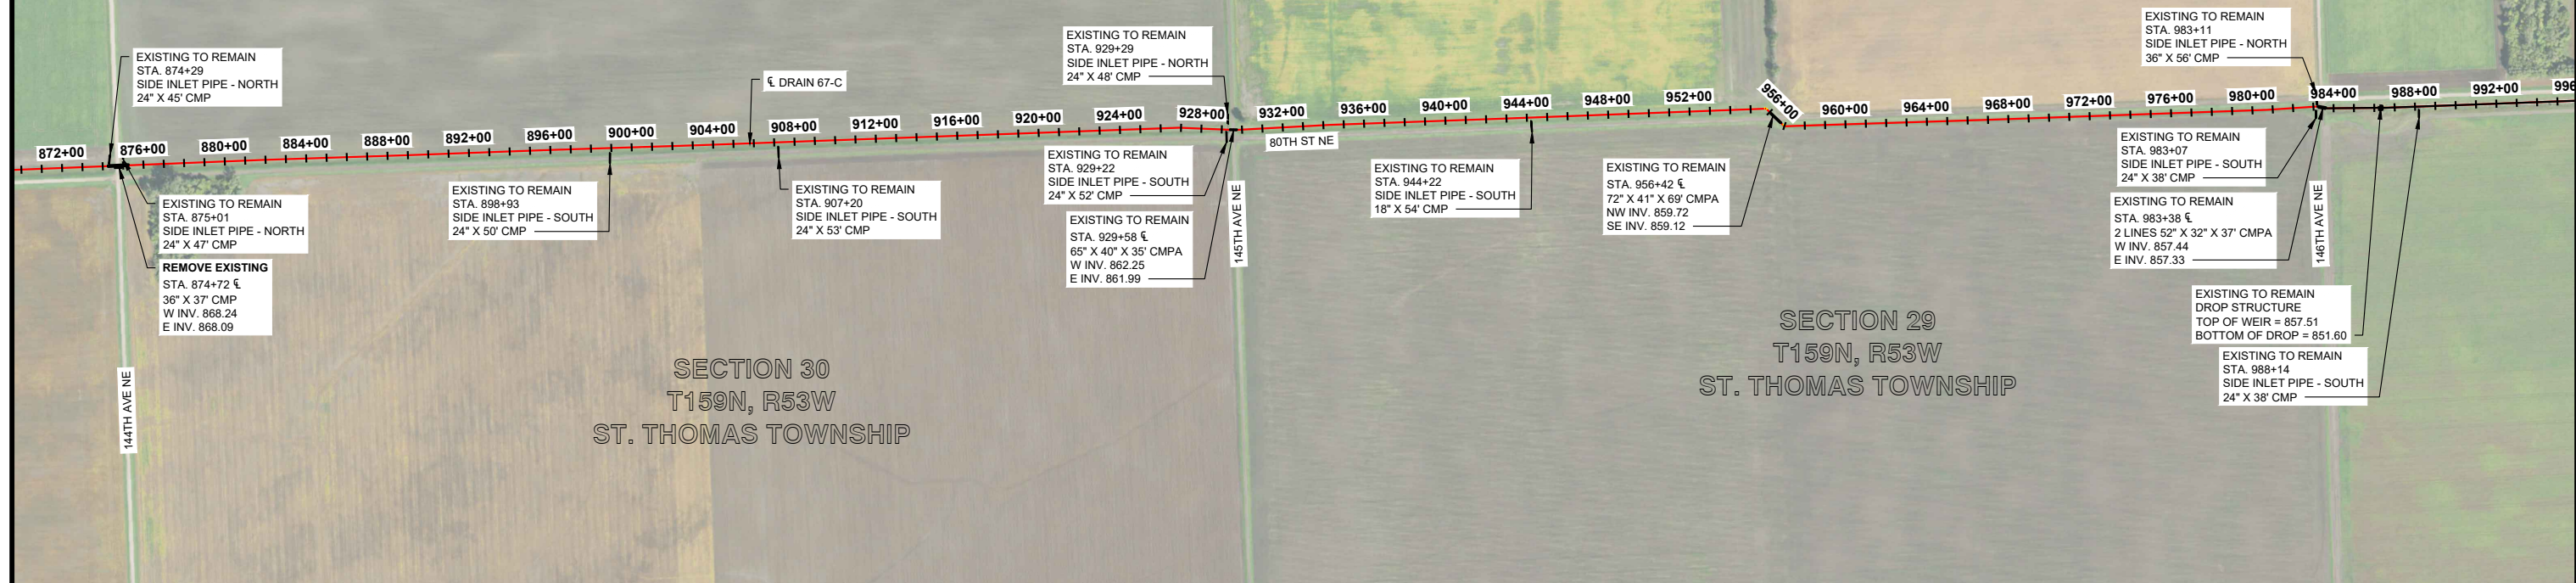 EXISTING TO REMAIN
STA. 874+29
SIDE INLET PIPE - NORTH
24" X 45' CMP
℄ DRAIN 67-C
EXISTING TO REMAIN
STA. 929+29
SIDE INLET PIPE - NORTH
24" X 48' CMP
EXISTING TO REMAIN
STA. 983+11
SIDE INLET PIPE - NORTH
36" X 56' CMP
872+00
876+00
880+00
884+00
888+00
892+00
896+00
900+00
904+00
908+00
912+00
916+00
920+00
924+00
928+00
932+00
936+00
940+00
944+00
948+00
952+00
956+00
960+00
964+00
968+00
972+00
976+00
980+00
984+00
988+00
992+00
996
80TH ST NE
EXISTING TO REMAIN
STA. 875+01
SIDE INLET PIPE - NORTH
24" X 47' CMP
REMOVE EXISTING
STA. 874+72 ℄
36" X 37' CMP
W INV. 868.24
E INV. 868.09
144TH AVE NE
EXISTING TO REMAIN
STA. 898+93
SIDE INLET PIPE - SOUTH
24" X 50' CMP
EXISTING TO REMAIN
STA. 907+20
SIDE INLET PIPE - SOUTH
24" X 53' CMP
EXISTING TO REMAIN
STA. 929+22
SIDE INLET PIPE - SOUTH
24" X 52' CMP
EXISTING TO REMAIN
STA. 929+58 ℄
65" X 40" X 35' CMPA
W INV. 862.25
E INV. 861.99
145TH AVE NE
EXISTING TO REMAIN
STA. 944+22
SIDE INLET PIPE - SOUTH
18" X 54' CMP
EXISTING TO REMAIN
STA. 956+42 ℄
72" X 41" X 69' CMPA
NW INV. 859.72
SE INV. 859.12
EXISTING TO REMAIN
STA. 983+07
SIDE INLET PIPE - SOUTH
24" X 38' CMP
EXISTING TO REMAIN
STA. 983+38 ℄
2 LINES 52" X 32" X 37' CMPA
W INV. 857.44
E INV. 857.33
146TH AVE NE
EXISTING TO REMAIN
DROP STRUCTURE
TOP OF WEIR = 857.51
BOTTOM OF DROP = 851.60
EXISTING TO REMAIN
STA. 988+14
SIDE INLET PIPE - SOUTH
24" X 38' CMP
SECTION 30
T159N, R53W
ST. THOMAS TOWNSHIP
SECTION 29
T159N, R53W
ST. THOMAS TOWNSHIP